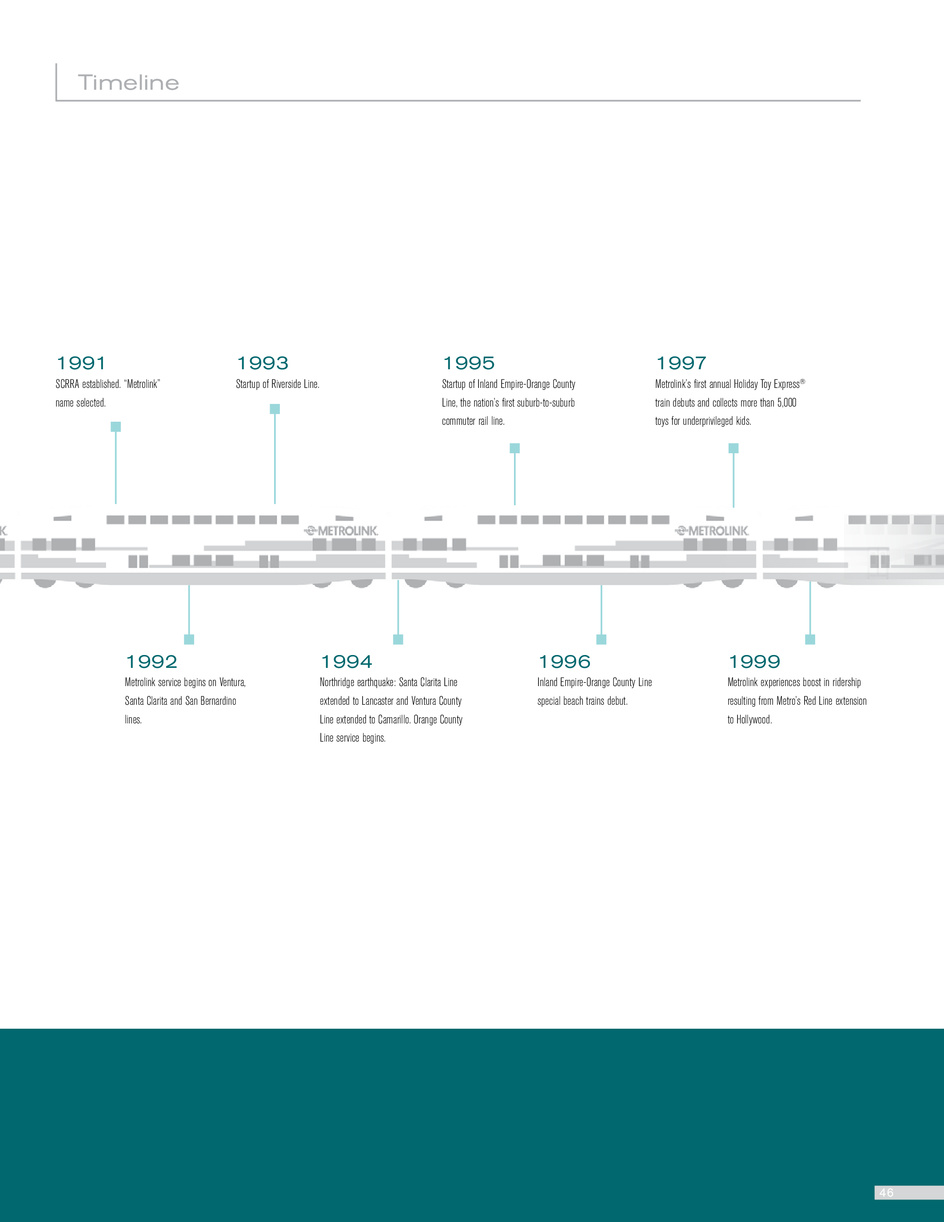 Timeline
1991
SCRRA established. “Metrolink”
name selected.
1993
Startup of Riverside Line.
1995
Startup of Inland Empire-Orange County
Line, the nation’s first suburb-to-suburb
commuter rail line.
1997
Metrolink’s first annual Holiday Toy Express®
train debuts and collects more than 5,000
toys for underprivileged kids.
K
METROLINK
METROLINK
1992
Metrolink service begins on Ventura,
Santa Clarita and San Bernardino
lines.
1994
Northridge earthquake: Santa Clarita Line
extended to Lancaster and Ventura County
Line extended to Camarillo. Orange County
Line service begins.
1996
Inland Empire-Orange County Line
special beach trains debut.
1999
Metrolink experiences boost in ridership
resulting from Metro’s Red Line extension
to Hollywood.
46